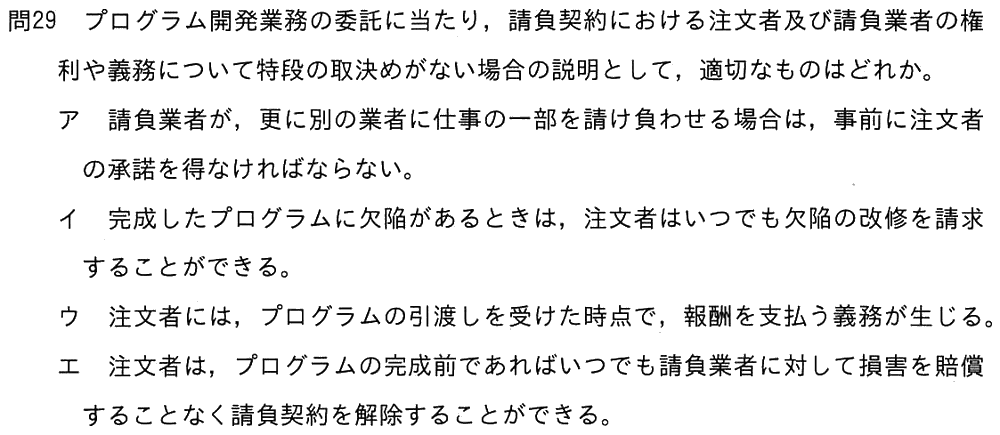 問29 プログラム開発業務の委託に当たり，請負契約における注文者及び請負業者の権
利や義務について特段の取決めがない場合の説明として，適切なものはどれか。
ア 請負業者が，更に別の業者に仕事の一部を請け負わせる場合は，事前に注文者
の承諾を得なければならない。
イ 完成したプログラムに欠陥があるときは，注文者はいつでも欠陥の改修を請求
することができる。
ウ 注文者には，プログラムの引渡しを受けた時点で，報酬を支払う義務が生じる。
エ 注文者は，プログラムの完成前であればいつでも請負業者に対して損害を賠償
することなく請負契約を解除することができる。